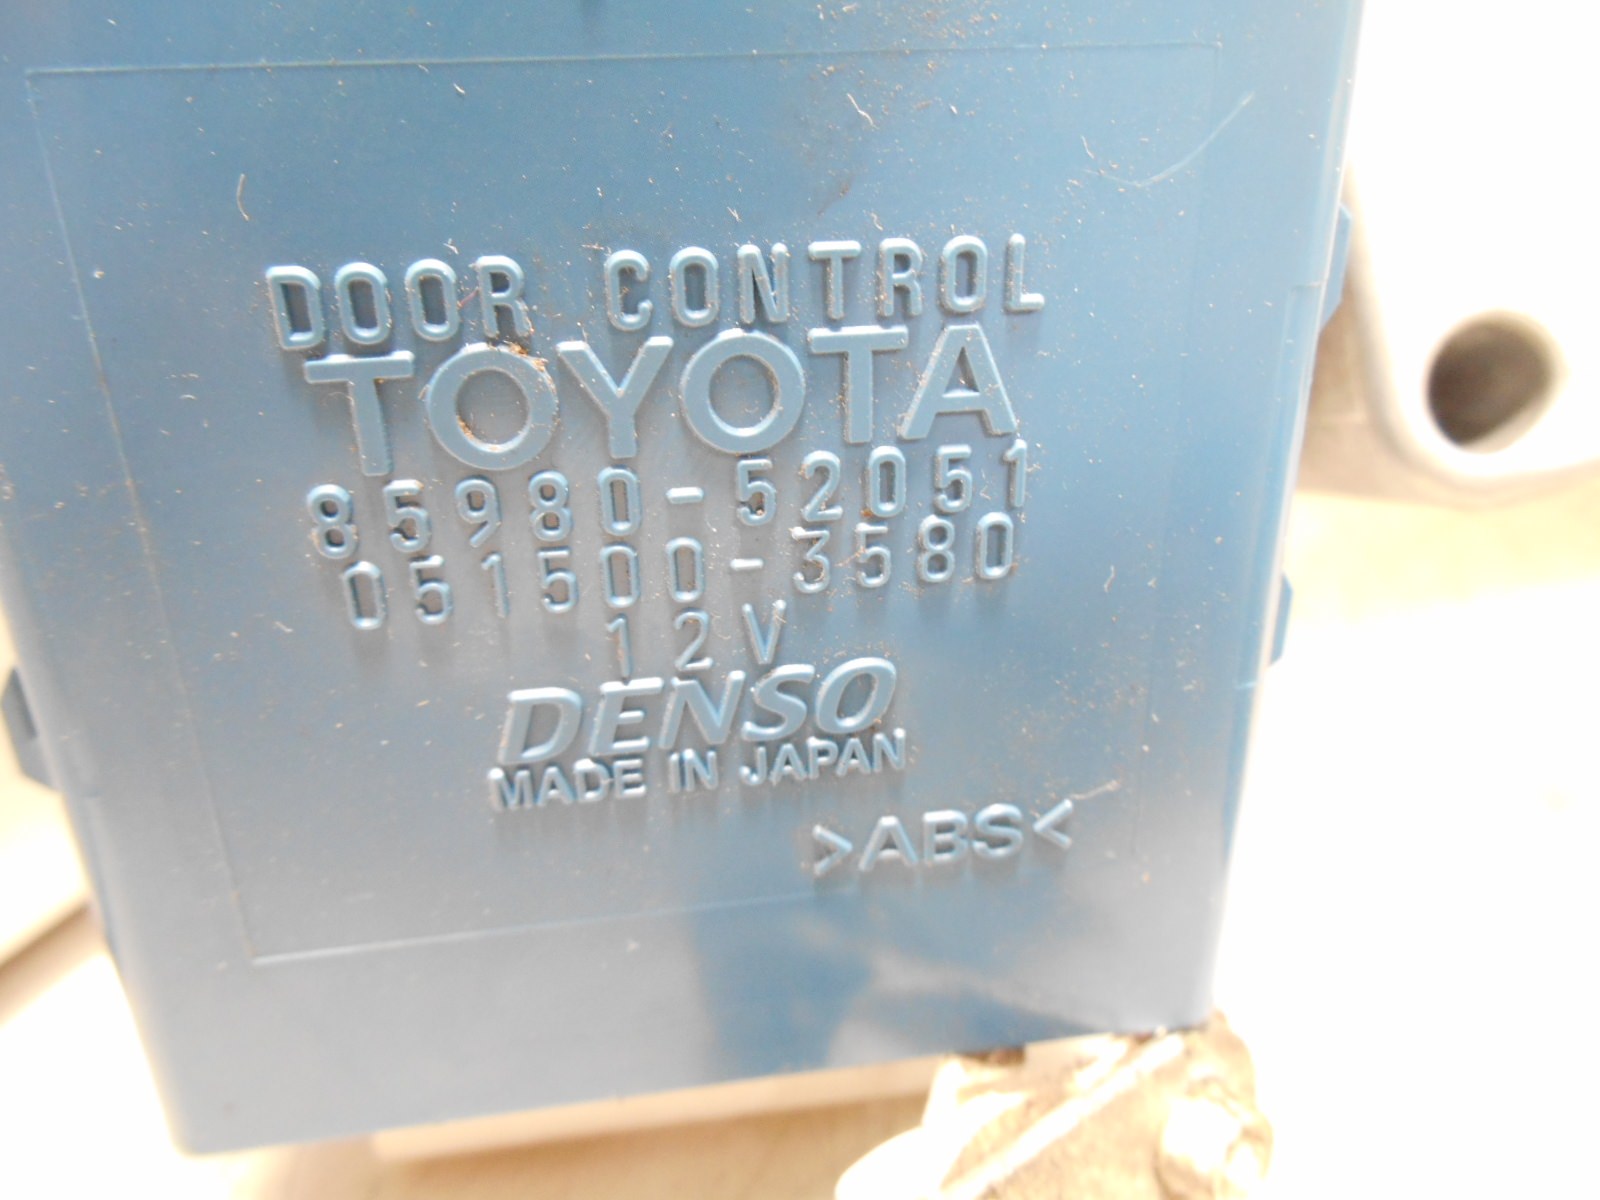 DOOR CONTROL
TOYOTA
85980-52051
051500-3580
12V
DENSO
MADE IN JAPAN
>ABS<